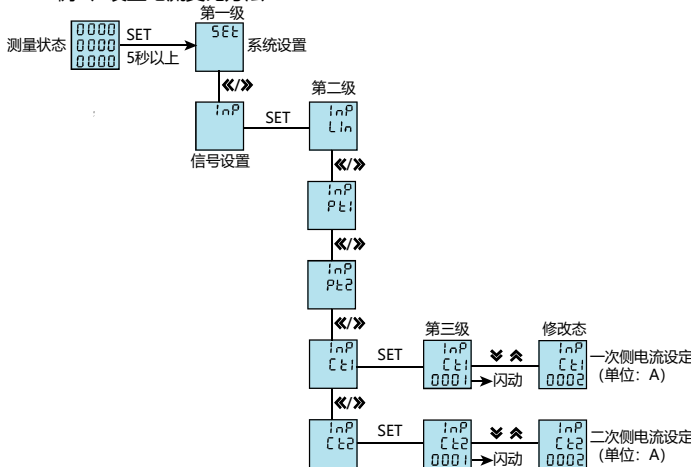 第一级
测量状态
0000
0000
0000
SET
5秒以上
SEt
系统设置
«/»
InP
信号设置
SET
第二级
InP
LIn
«/»
InP
Pt1
«/»
InP
Pt2
«/»
InP
Ct1
SET
第三级
InP
Ct1
0001
闪动
修改态
InP
Ct1
0002
一次侧电流设定
(单位：A)
«/»
InP
Ct2
SET
InP
Ct2
0001
闪动
InP
Ct2
0002
二次侧电流设定
(单位：A)